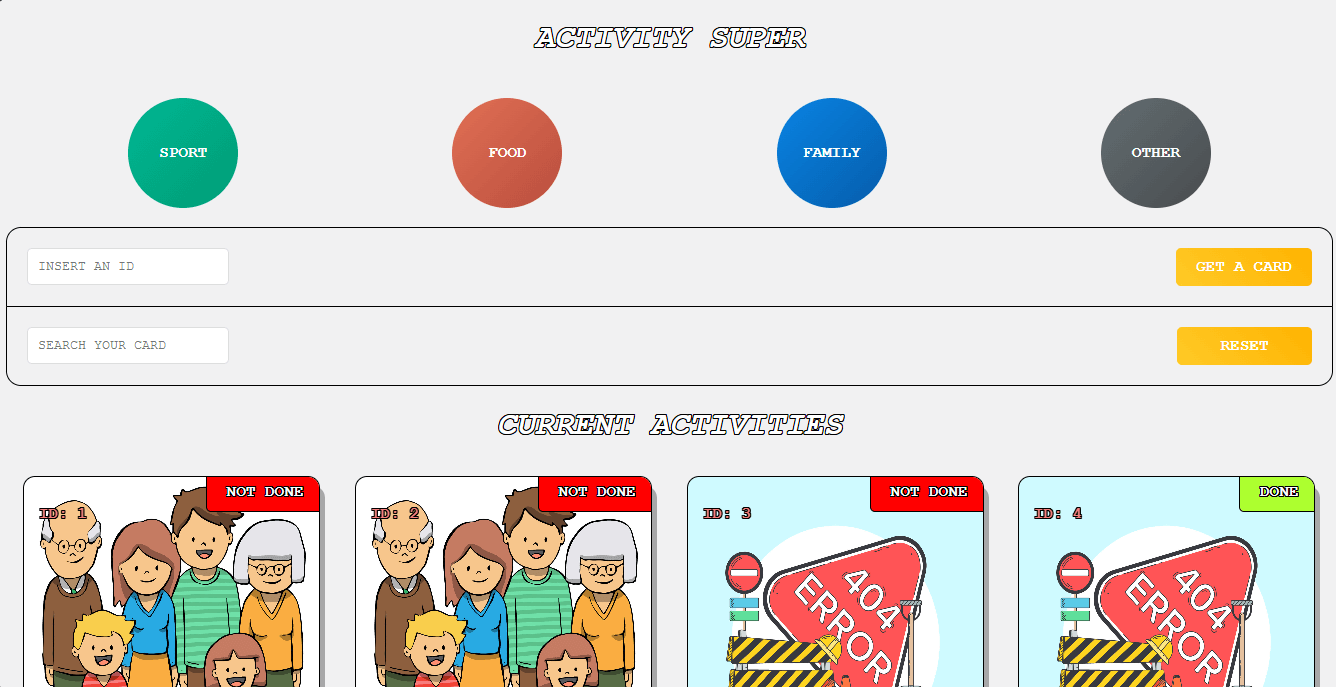 ACTIVITY SUPER
SPORT FOOD FAMILY OTHER
INSERT AN ID GET A CARD
SEARCH YOUR CARD RESET
CURRENT ACTIVITIES
NOT DONE NOT DONE NOT DONE DONE
ID: 1 ID: 2 ID: 3 ID: 4
404 404
ERROR ERROR